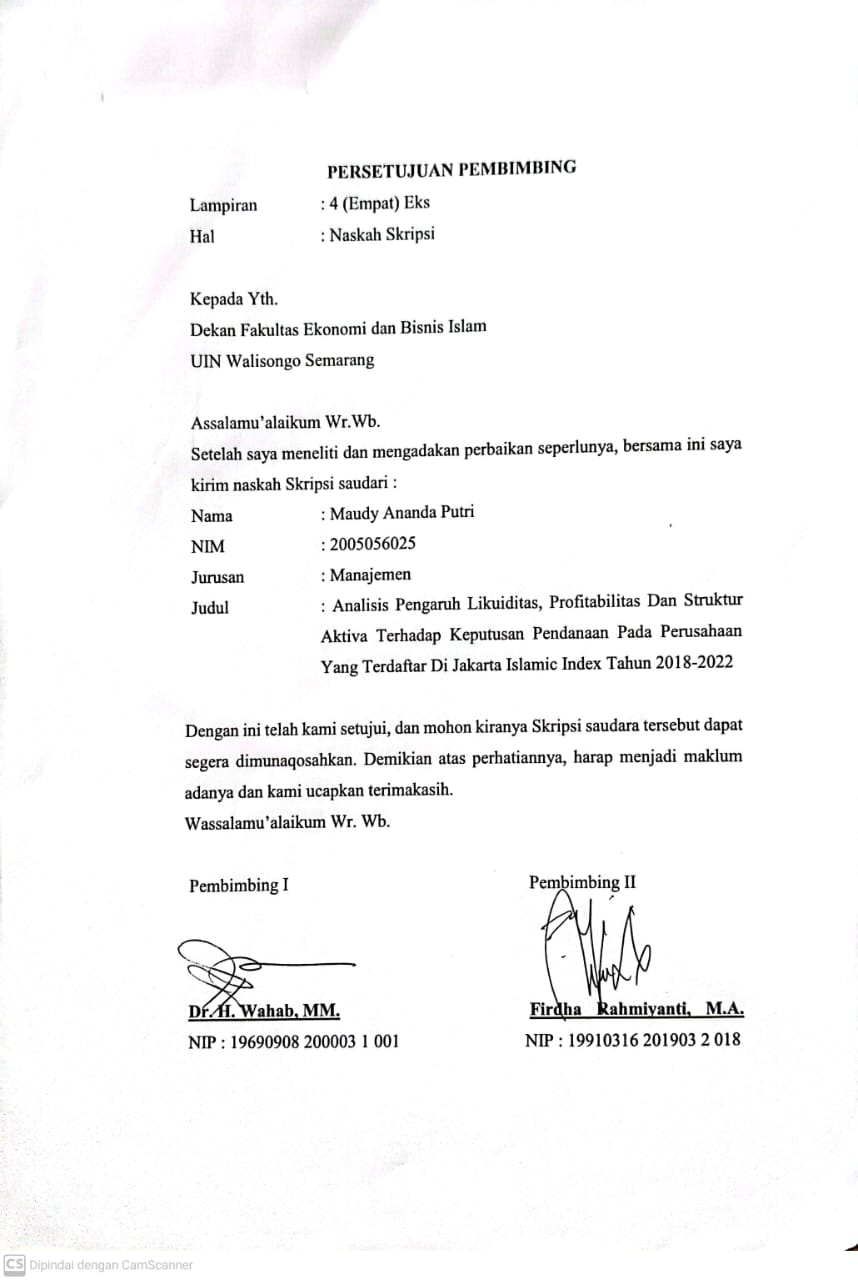 PERSETUJUAN PEMBIMBING
Lampiran : 4 (Empat) Eks
Hal : Naskah Skripsi
Kepada Yth.
Dekan Fakultas Ekonomi dan Bisnis Islam
UIN Walisongo Semarang
Assalamu’alaikum Wr.Wb.
Setelah saya meneliti dan mengadakan perbaikan seperlunya, bersama ini saya
kirim naskah Skripsi saudari :
Nama : Maudy Ananda Putri
NIM : 2005056025
Jurusan : Manajemen
Judul : Analisis Pengaruh Likuiditas, Profitabilitas Dan Struktur
Aktiva Terhadap Keputusan Pendanaan Pada Perusahaan
Yang Terdaftar Di Jakarta Islamic Index Tahun 2018-2022
Dengan ini telah kami setujui, dan mohon kiranya Skripsi saudara tersebut dapat
segera dimunaqosahkan. Demikian atas perhatiannya, harap menjadi maklum
adanya dan kami ucapkan terimakasih.
Wassalamu’alaikum Wr. Wb.
Pembimbing I Pembimbing II
Dr. H. Wahab, MM. Firdha Rahmiyanti, M.A.
NIP : 19690908 200003 1 001 NIP : 19910316 201903 2 018
CS Dipindai dengan CamScanner